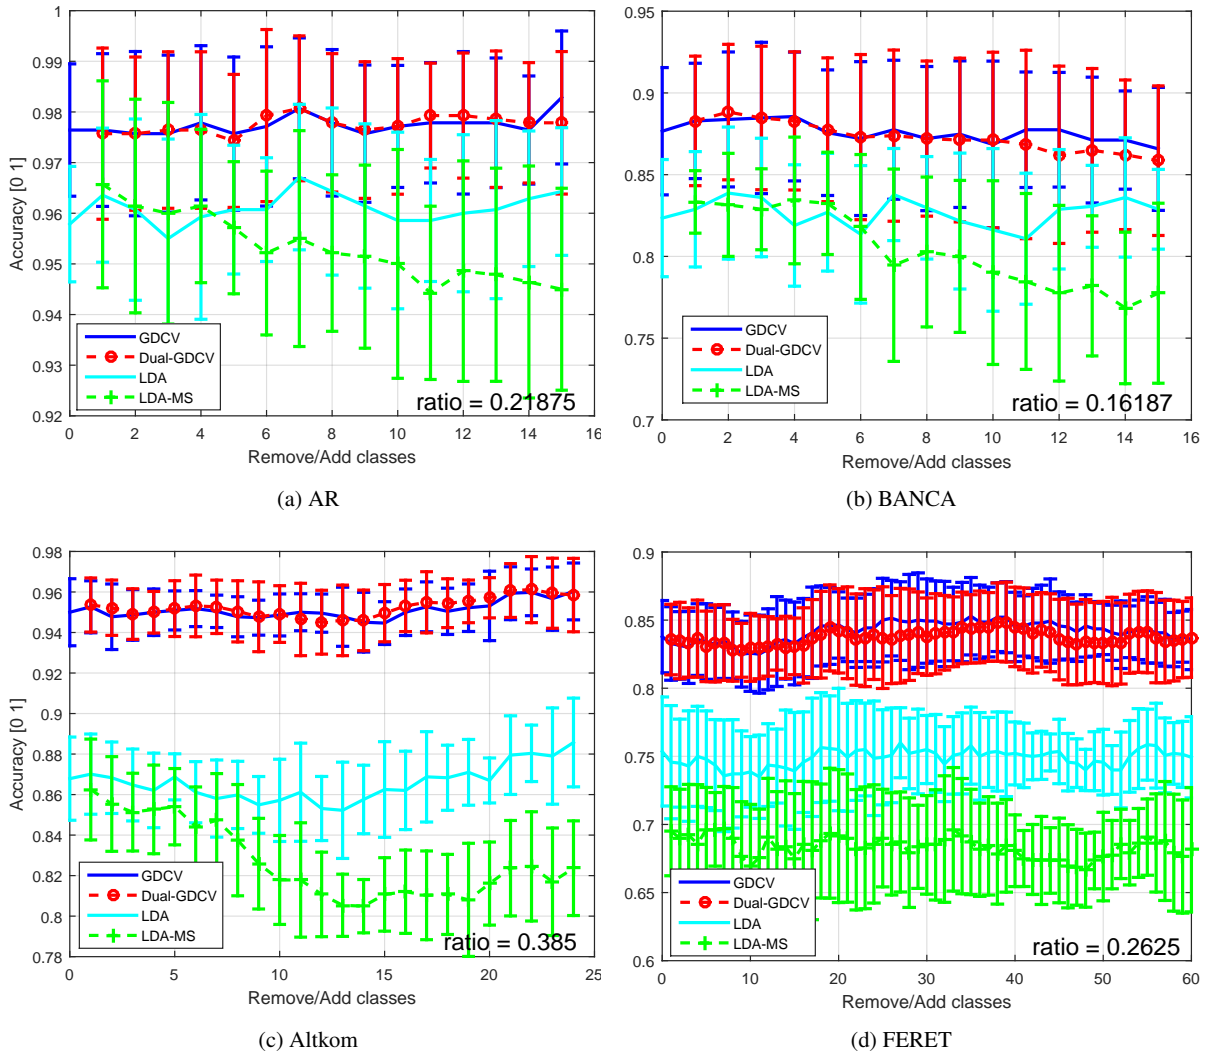 1
0.99
0.98
0.97
0.96
0.95
0.94
0.93
0.92
Accuracy [0 1]
GDCV
Dual-GDCV
LDA
LDA-MS
ratio = 0.21875
0 2 4 6 8 10 12 14 16
Remove/Add classes
(a) AR
0.95
0.9
0.85
0.8
0.75
0.7
GDCV
Dual-GDCV
LDA
LDA-MS
ratio = 0.16187
0 2 4 6 8 10 12 14 16
Remove/Add classes
(b) BANCA
0.98
0.96
0.94
0.92
0.9
0.88
0.86
0.84
0.82
0.8
0.78
Accuracy [0 1]
GDCV
Dual-GDCV
LDA
LDA-MS
ratio = 0.385
0 5 10 15 20 25
Remove/Add classes
(c) Altkom
0.9
0.85
0.8
0.75
0.7
0.65
0.6
GDCV
Dual-GDCV
LDA
LDA-MS
ratio = 0.2625
0 10 20 30 40 50 60
Remove/Add classes
(d) FERET